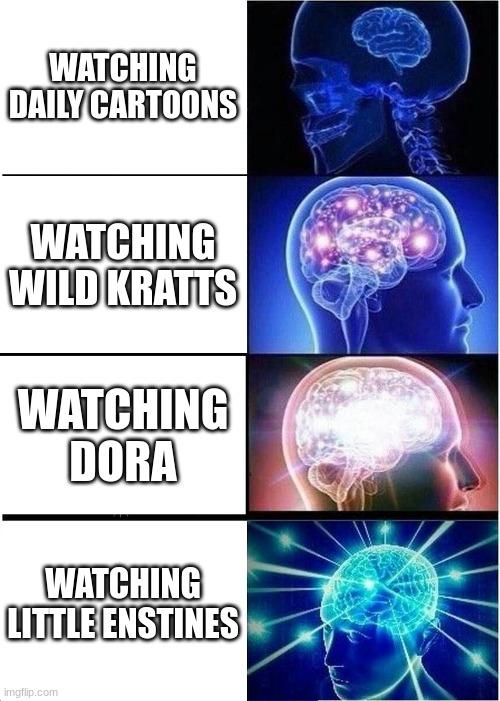 WATCHING
DAILY CARTOONS
WATCHING
WILD KRATTS
WATCHING
DORA
WATCHING
LITTLE ENSTINES
imgflip.com